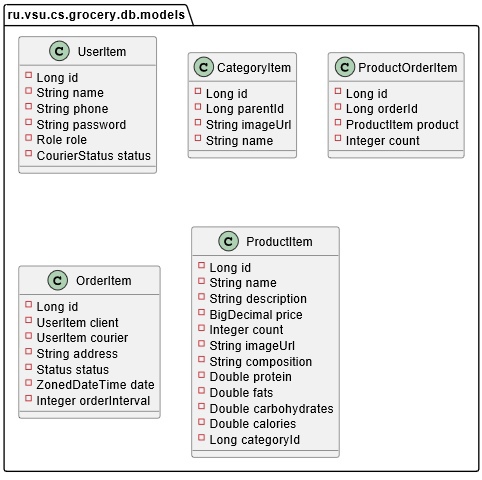 ru.vsu.cs.grocery.db.models
C UserItem
Long id
String name
String phone
String password
Role role
CourierStatus status
C CategoryItem
Long id
Long parentId
String imageUrl
String name
C ProductOrderItem
Long id
Long orderId
ProductItem product
Integer count
C OrderItem
Long id
UserItem client
UserItem courier
String address
Status status
ZonedDateTime date
Integer orderInterval
C ProductItem
Long id
String name
String description
BigDecimal price
Integer count
String imageUrl
String composition
Double protein
Double fats
Double carbohydrates
Double calories
Long categoryId